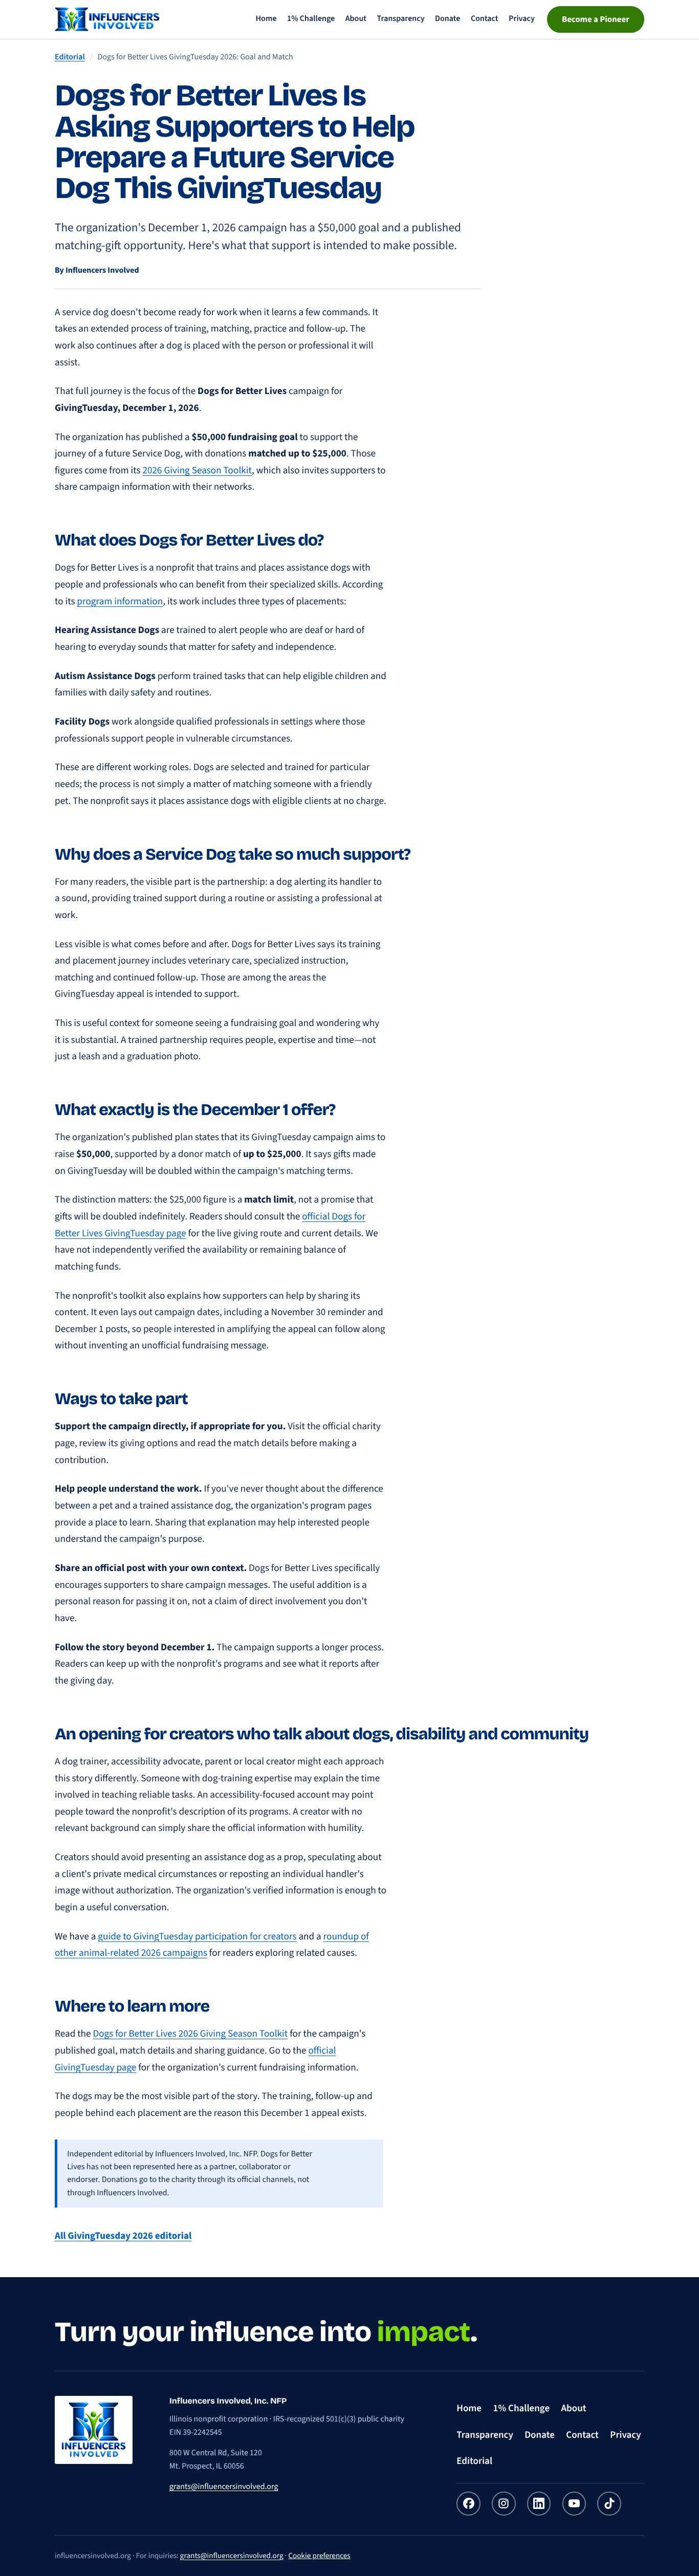 INFLUENCERS
INVOLVED
Home 1% Challenge About Transparency Donate Contact Privacy Become a Pioneer
Editorial / Dogs for Better Lives GivingTuesday 2026: Goal and Match
Dogs for Better Lives Is
Asking Supporters to Help
Prepare a Future Service
Dog This GivingTuesday
The organization's December 1, 2026 campaign has a $50,000 goal and a published
matching-gift opportunity. Here's what that support is intended to make possible.
By Influencers Involved
A service dog doesn't become ready for work when it learns a few commands. It
takes an extended process of training, matching, practice and follow-up. The
work also continues after a dog is placed with the person or professional it will
assist.
That full journey is the focus of the Dogs for Better Lives campaign for
GivingTuesday, December 1, 2026.
The organization has published a $50,000 fundraising goal to support the
journey of a future Service Dog, with donations matched up to $25,000. Those
figures come from its 2026 Giving Season Toolkit, which also invites supporters to
share campaign information with their networks.
What does Dogs for Better Lives do?
Dogs for Better Lives is a nonprofit that trains and places assistance dogs with
people and professionals who can benefit from their specialized skills. According
to its program information, its work includes three types of placements:
Hearing Assistance Dogs are trained to alert people who are deaf or hard of
hearing to everyday sounds that matter for safety and independence.
Autism Assistance Dogs perform trained tasks that can help eligible children and
families with daily safety and routines.
Facility Dogs work alongside qualified professionals in settings where those
professionals support people in vulnerable circumstances.
These are different working roles. Dogs are selected and trained for particular
needs; the process is not simply a matter of matching someone with a friendly
pet. The nonprofit says it places assistance dogs with eligible clients at no charge.
Why does a Service Dog take so much support?
For many readers, the visible part is the partnership: a dog alerting its handler to
a sound, providing trained support during a routine or assisting a professional at
work.
Less visible is what comes before and after. Dogs for Better Lives says its training
and placement journey includes veterinary care, specialized instruction,
matching and continued follow-up. Those are among the areas the
GivingTuesday appeal is intended to support.
This is useful context for someone seeing a fundraising goal and wondering why
it is substantial. A trained partnership requires people, expertise and time—not
just a leash and a graduation photo.
What exactly is the December 1 offer?
The organization's published plan states that its GivingTuesday campaign aims to
raise $50,000, supported by a donor match of up to $25,000. It says gifts made
on GivingTuesday will be doubled within the campaign's matching terms.
The distinction matters: the $25,000 figure is a match limit, not a promise that
gifts will be doubled indefinitely. Readers should consult the official Dogs for
Better Lives GivingTuesday page for the live giving route and current details. We
have not independently verified the availability or remaining balance of
matching funds.
The nonprofit's toolkit also explains how supporters can help by sharing its
content. It even lays out campaign dates, including a November 30 reminder and
December 1 posts, so people interested in amplifying the appeal can follow along
without inventing an unofficial fundraising message.
Ways to take part
Support the campaign directly, if appropriate for you. Visit the official charity
page, review its giving options and read the match details before making a
contribution.
Help people understand the work. If you've never thought about the difference
between a pet and a trained assistance dog, the organization's program pages
provide a place to learn. Sharing that explanation may help interested people
understand the campaign's purpose.
Share an official post with your own context. Dogs for Better Lives specifically
encourages supporters to share campaign messages. The useful addition is a
personal reason for passing it on, not a claim of direct involvement you don't
have.
Follow the story beyond December 1. The campaign supports a longer process.
Readers can keep up with the nonprofit's programs and see what it reports after
the giving day.
An opening for creators who talk about dogs, disability and community
A dog trainer, accessibility advocate, parent or local creator might each approach
this story differently. Someone with dog-training expertise may explain the time
involved in teaching reliable tasks. An accessibility-focused account may point
people toward the nonprofit's description of its programs. A creator with no
relevant background can simply share the official information with humility.
Creators should avoid presenting an assistance dog as a prop, speculating about
a client's private medical circumstances or reposting an individual handler's
image without authorization. The organization's verified information is enough to
begin a useful conversation.
We have a guide to GivingTuesday participation for creators and a roundup of
other animal-related 2026 campaigns for readers exploring related causes.
Where to learn more
Read the Dogs for Better Lives 2026 Giving Season Toolkit for the campaign's
published goal, match details and sharing guidance. Go to the official
GivingTuesday page for the organization's current fundraising information.
The dogs may be the most visible part of the story. The training, follow-up and
people behind each placement are the reason this December 1 appeal exists.
Independent editorial by Influencers Involved, Inc. NFP. Dogs for Better
Lives has not been represented here as a partner, collaborator or
endorser. Donations go to the charity through its official channels, not
through Influencers Involved.
All GivingTuesday 2026 editorial
Turn your influence into impact.
INFLUENCERS
INVOLVED
Influencers Involved, Inc. NFP
Illinois nonprofit corporation · IRS-recognized 501(c)(3) public charity
EIN 39-2242545
800 W Central Rd, Suite 120
Mt. Prospect, IL 60056
grants@influencersinvolved.org
Home 1% Challenge About
Transparency Donate Contact Privacy
Editorial
influencersinvolved.org · For inquiries: grants@influencersinvolved.org · Cookie preferences